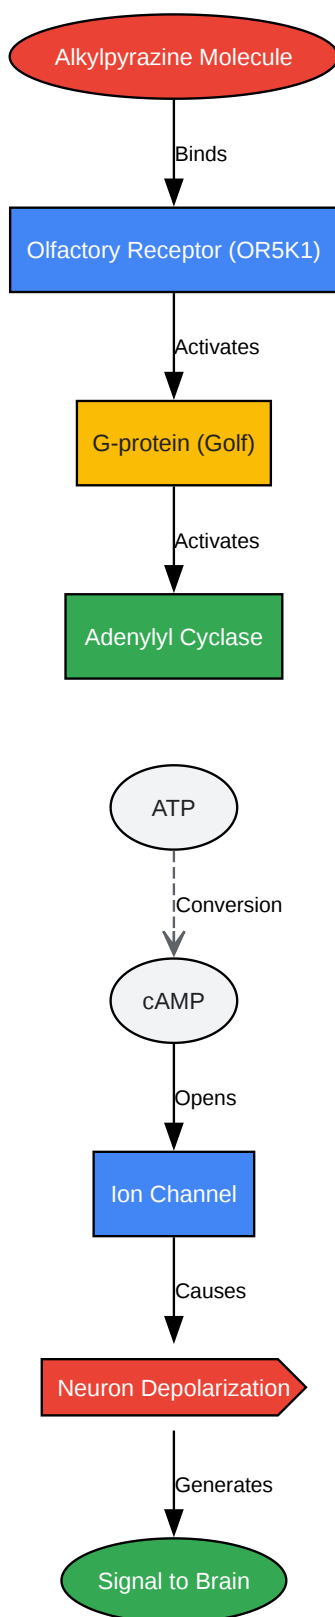 Alkylpyrazine Molecule
Binds
Olfactory Receptor (OR5K1)
Activates
G-protein (Golf)
Activates
Adenylyl Cyclase
ATP
Conversion
cAMP
Opens
Ion Channel
Causes
Neuron Depolarization
Generates
Signal to Brain